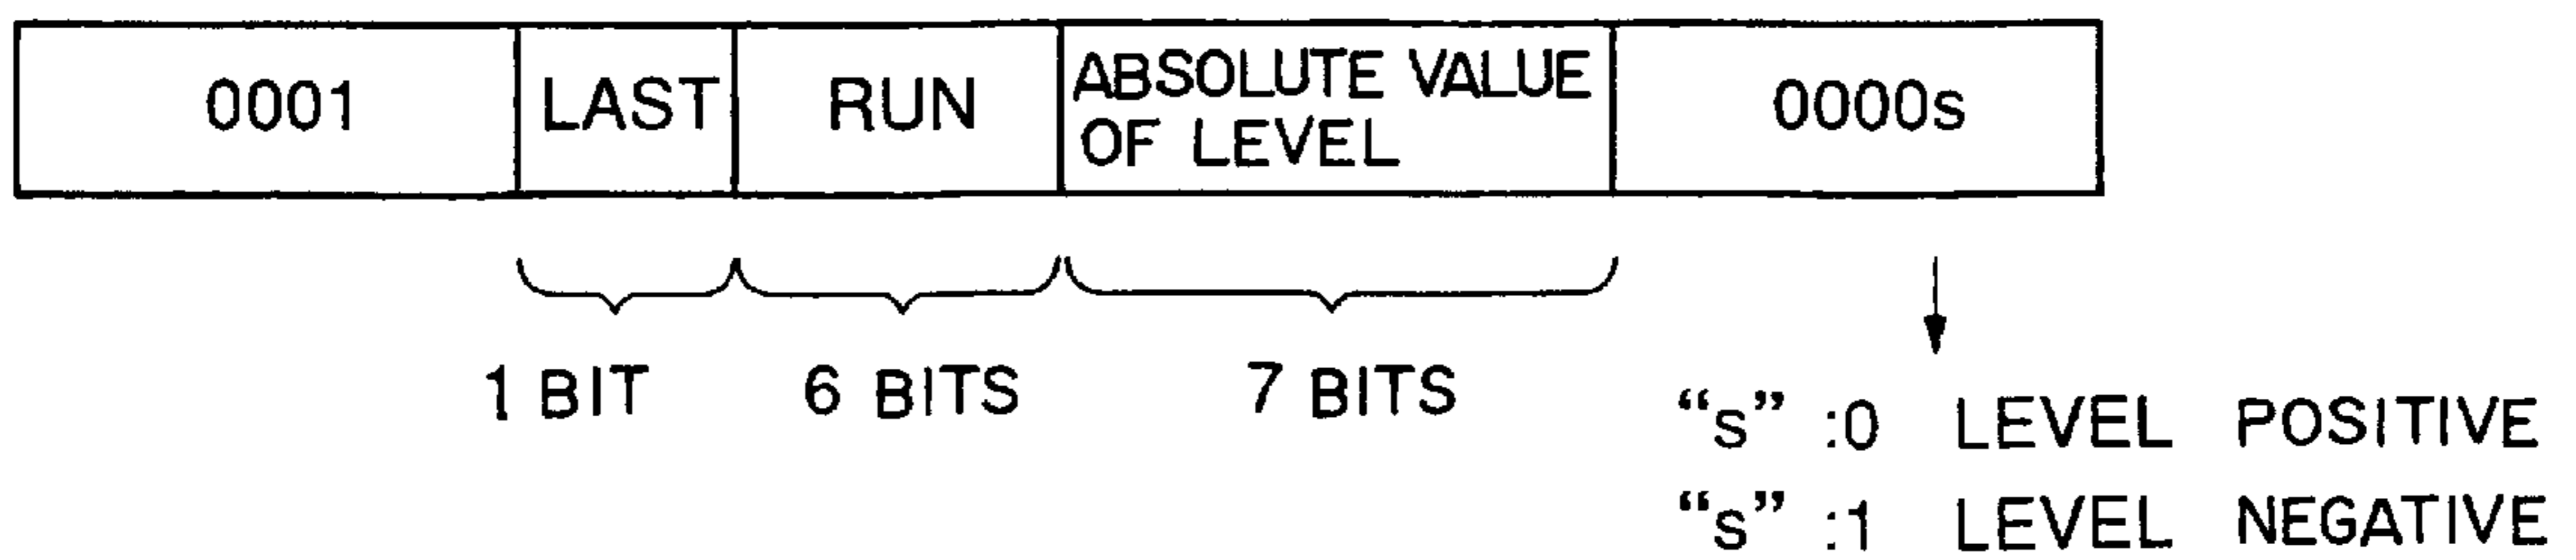 0001 LAST RUN ABSOLUTE VALUE OF LEVEL 0000s
1 BIT 6 BITS 7 BITS
“s” :0 LEVEL POSITIVE
“s” :1 LEVEL NEGATIVE